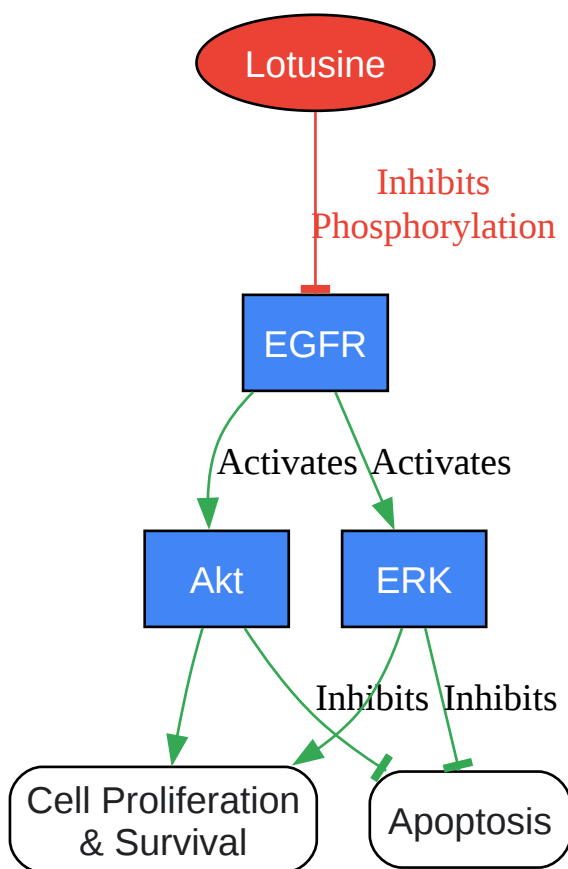 Lotusine
Inhibits
Phosphorylation
EGFR
Activates
Activates
Akt
ERK
Inhibits
Inhibits
Cell Proliferation
& Survival
Apoptosis